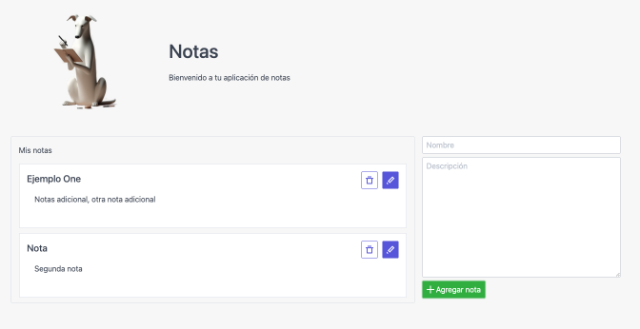 Notas
Bienvenido a tu aplicación de notas
Mis notas
Ejemplo One
Notas adicional, otra nota adicional
Nota
Segunda nota
Nombre
Descripción
Agregar nota